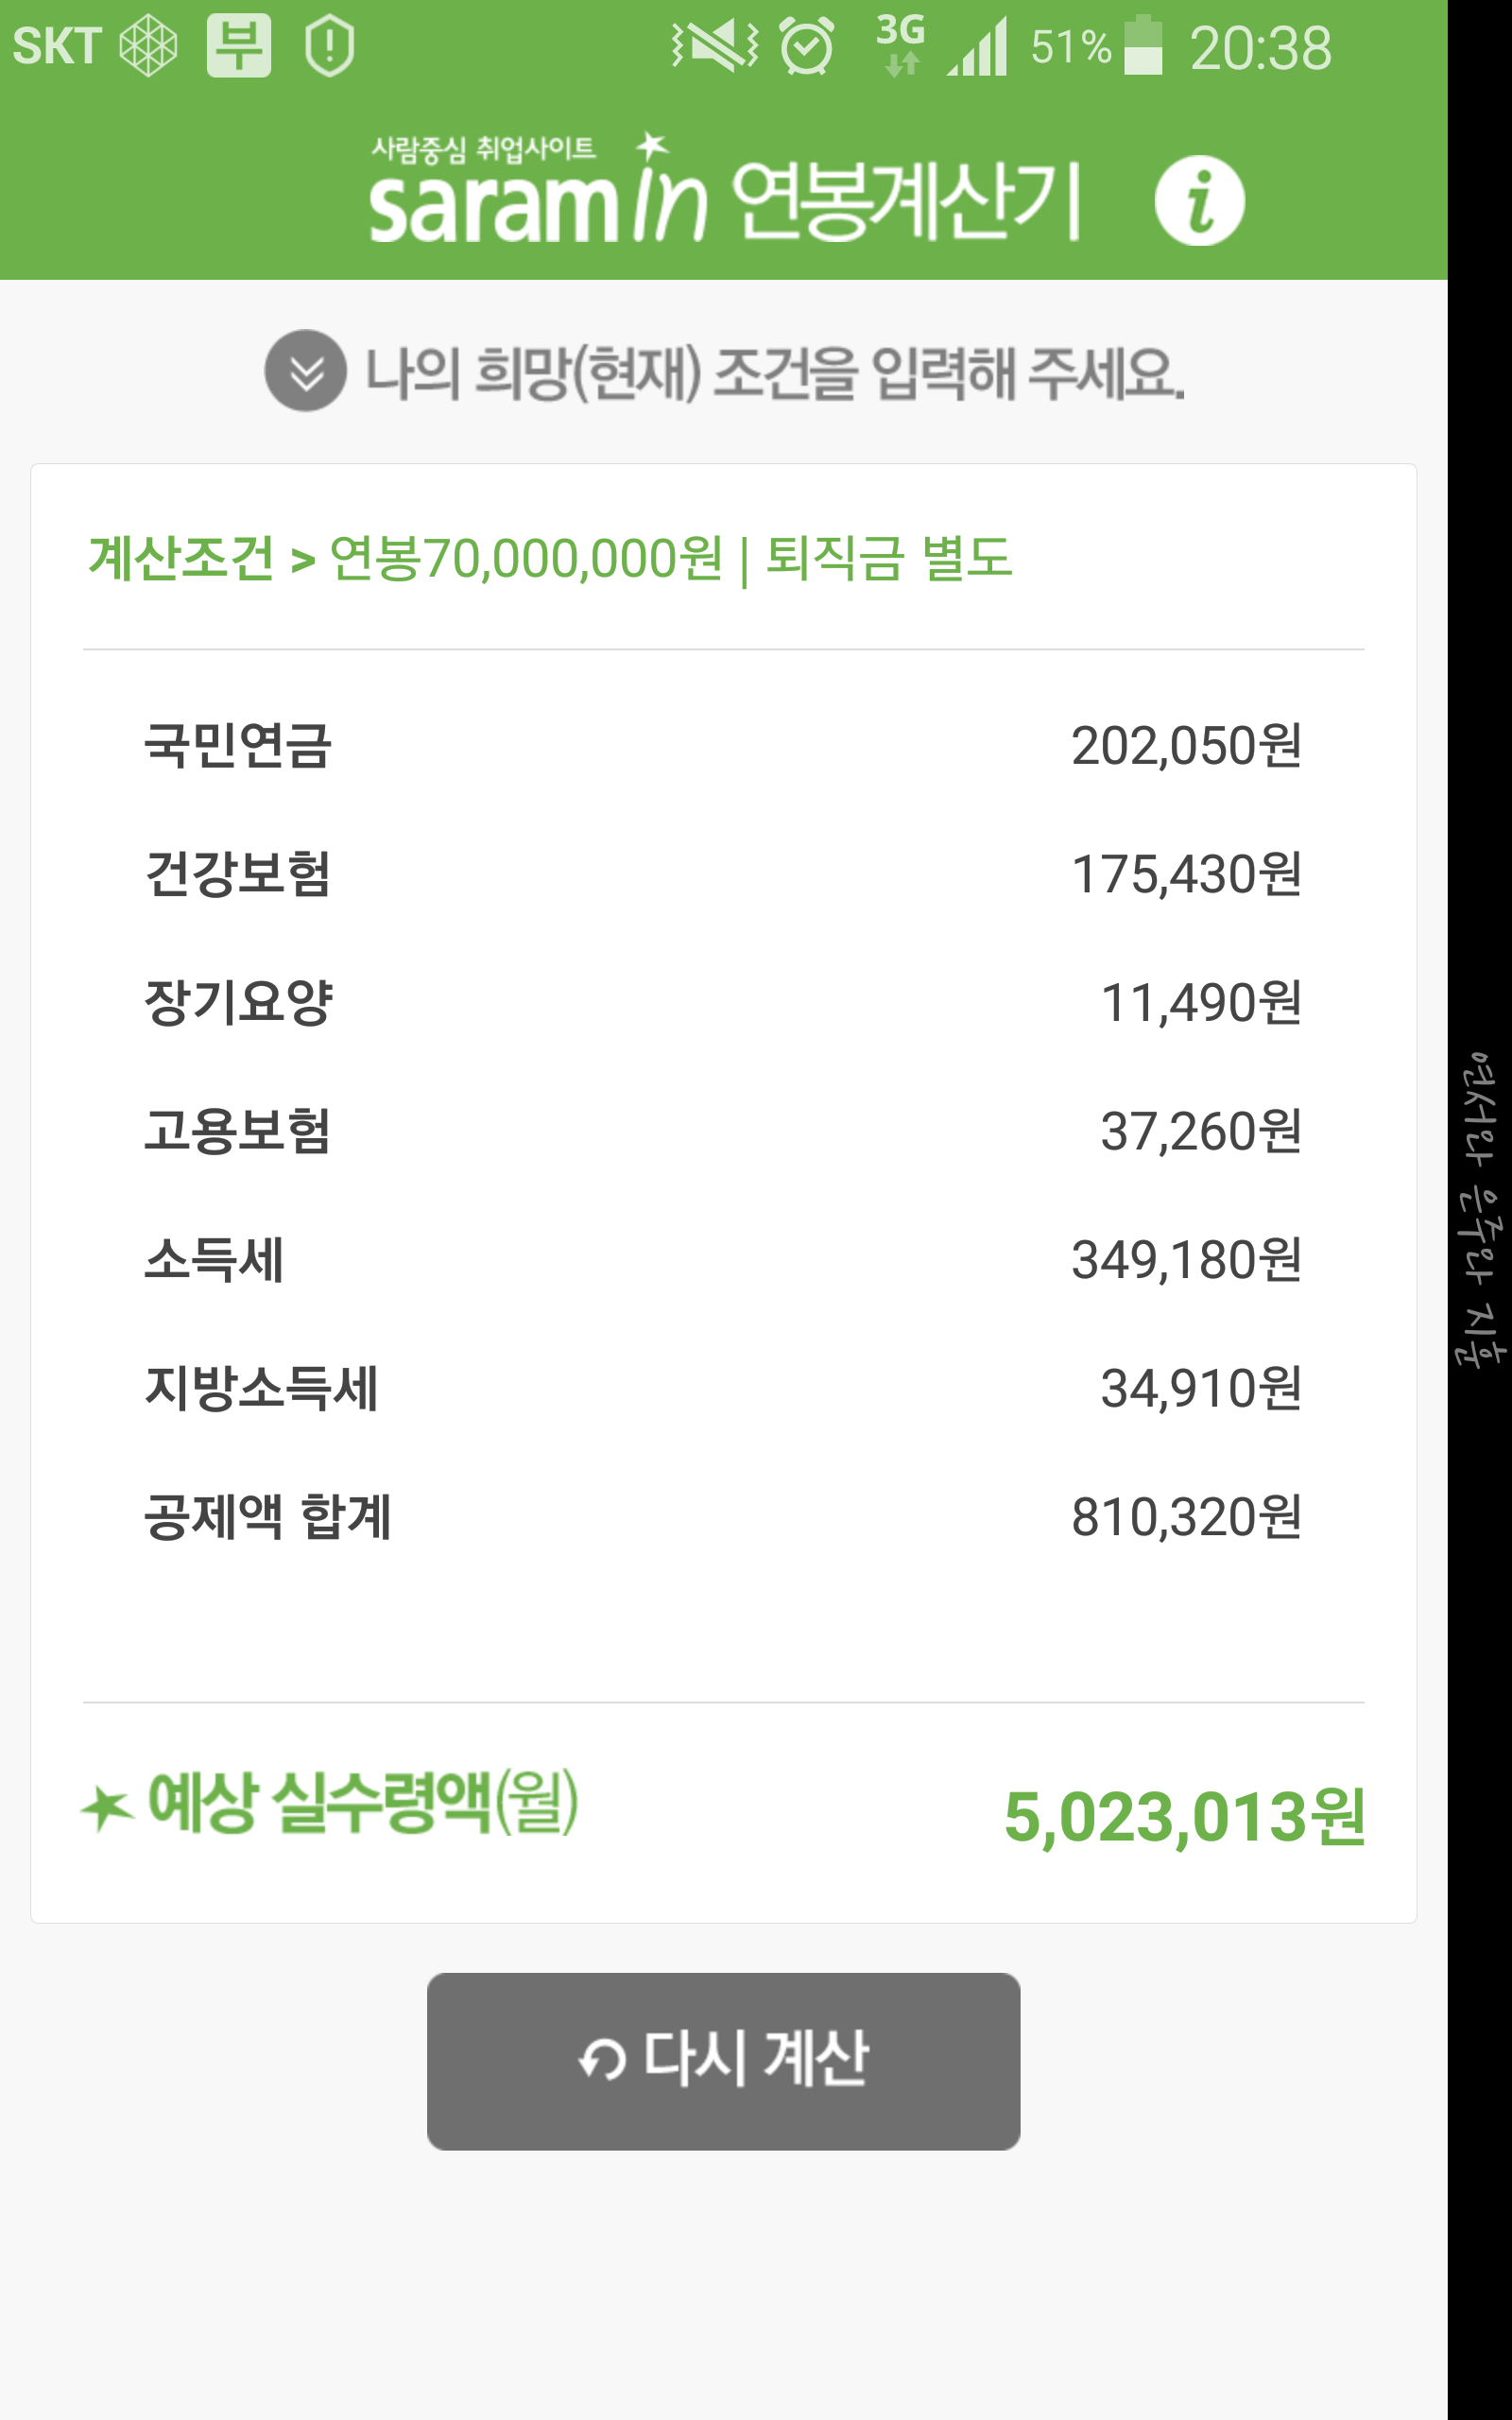 SKT 부 3G 51% 20:38
사람중심 취업사이트
saramin 연봉계산기 i
나의 희망(현재) 조건을 입력해 주세요.
계산조건 > 연봉70,000,000원 | 퇴직금 별도
국민연금 202,050원
건강보험 175,430원
장기요양 11,490원
고용보험 37,260원
소득세 349,180원
지방소득세 34,910원
공제액 합계 810,320원
예상 실수령액(월) 5,023,013원
다시 계산
연서아 은주아 지훈